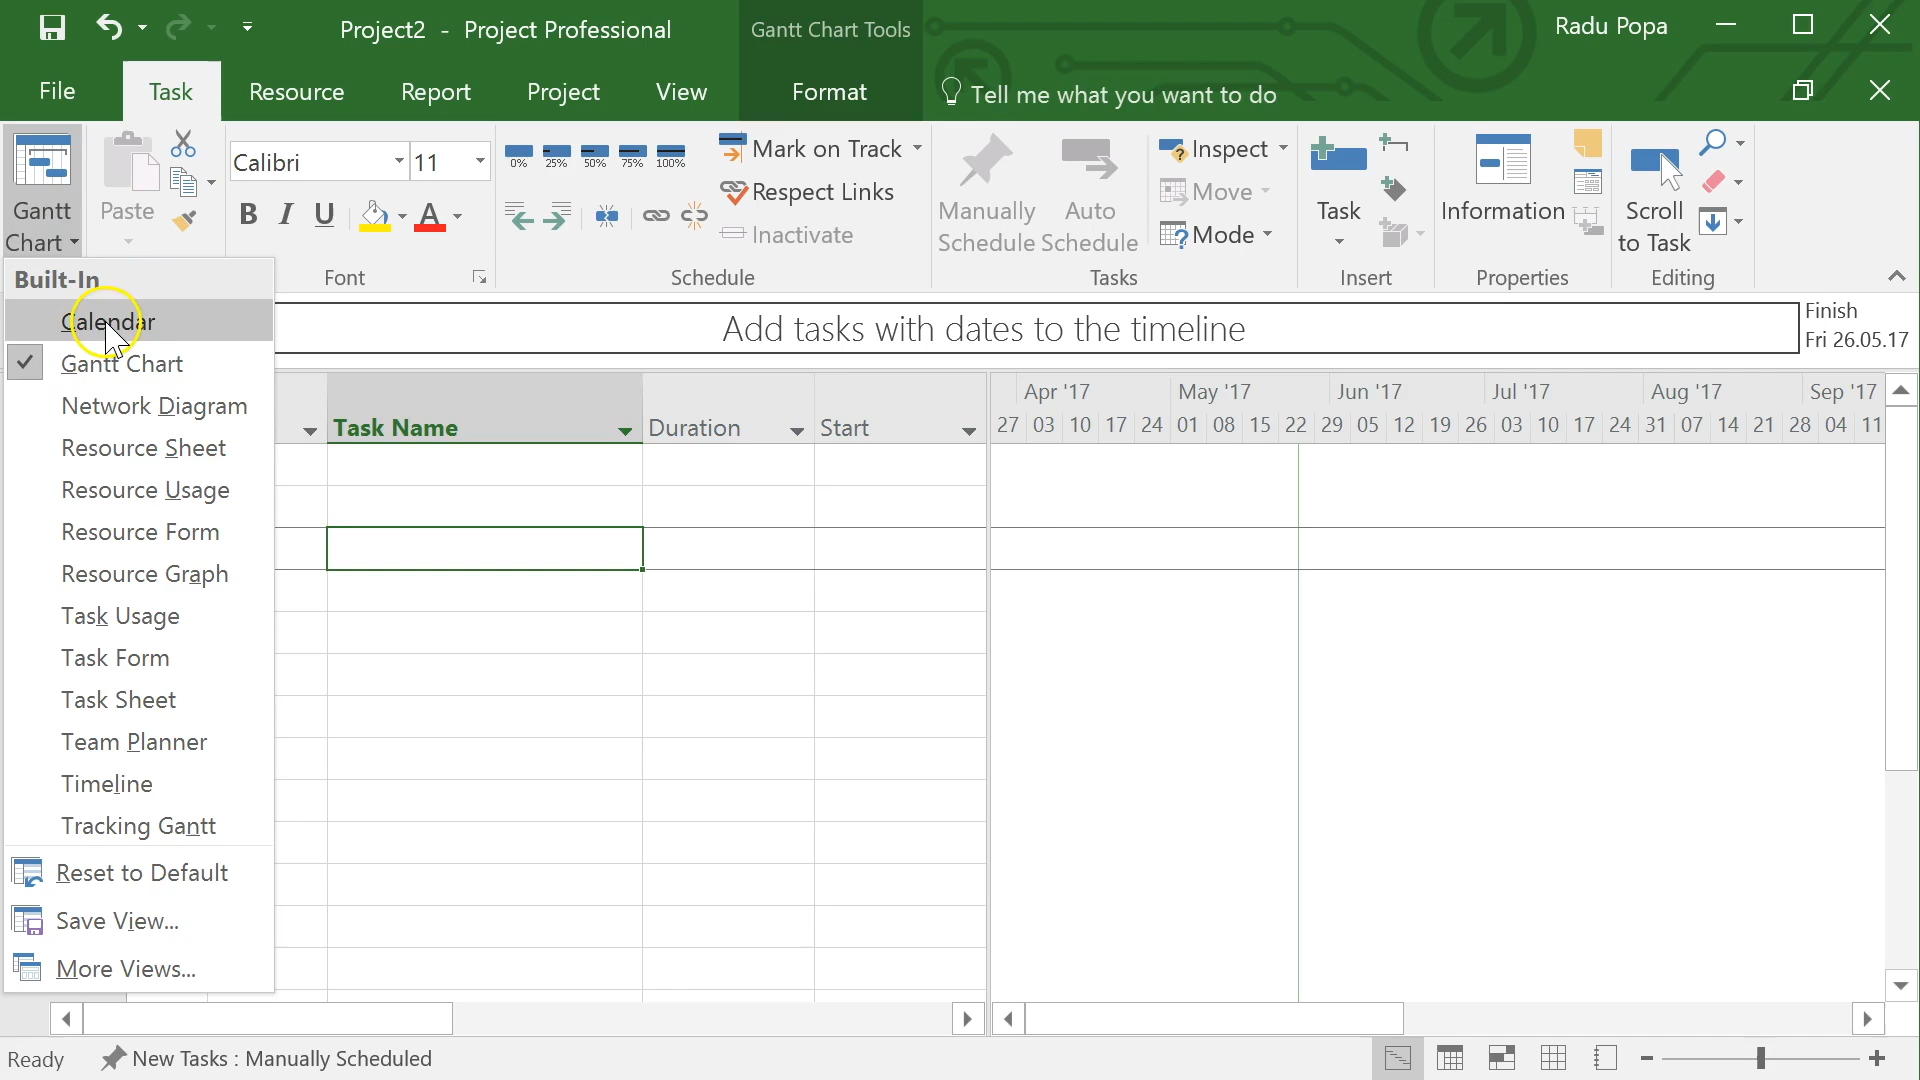 Project2 - Project Professional
Gantt Chart Tools
Radu Popa
File
Task
Resource
Report
Project
View
Format
Tell me what you want to do
Gantt
Chart
Paste
Calibri
11
B I U
A
Font
0%
25%
50%
75%
100%
Mark on Track
Respect Links
Inactivate
Schedule
Manually
Schedule
Auto
Schedule
Inspect
Move
Mode
Tasks
Task
Insert
Information
Properties
Scroll
to Task
Editing
Built-In
Calendar
Gantt Chart
Network Diagram
Resource Sheet
Resource Usage
Resource Form
Resource Graph
Task Usage
Task Form
Task Sheet
Team Planner
Timeline
Tracking Gantt
Reset to Default
Save View...
More Views...
Add tasks with dates to the timeline
Finish
Fri 26.05.17
Task Name
Duration
Start
Apr '17 May '17 Jun '17 Jul '17 Aug '17 Sep '17
27 03 10 17 24 01 08 15 22 29 05 12 19 26 03 10 17 24 31 07 14 21 28 04 11
Ready
New Tasks : Manually Scheduled